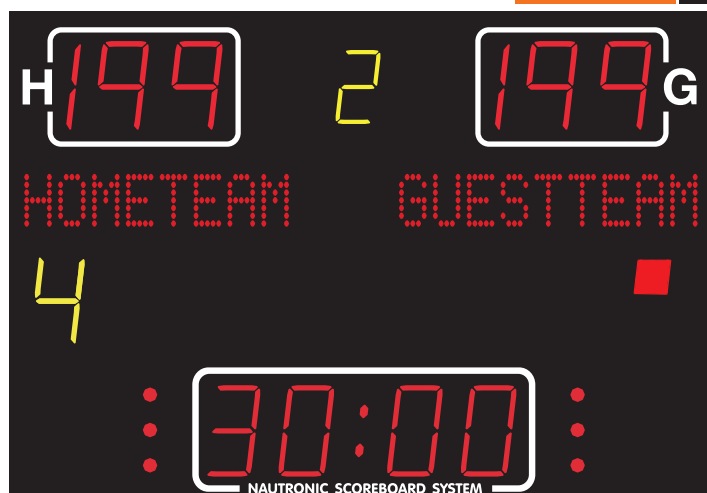 H 199 2 199 G
HOMETEAM GUESTTEAM
4
30:00
NAUTRONIC SCOREBOARD SYSTEM